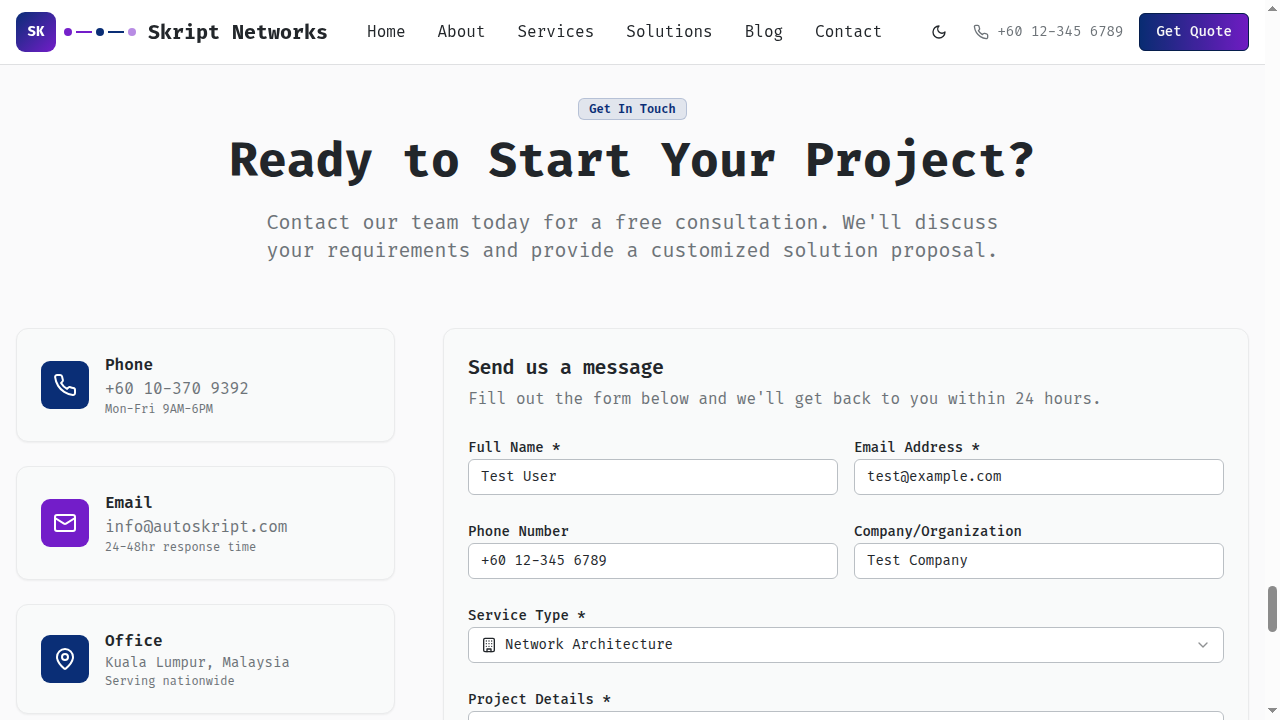 SK Skript Networks Home About Services Solutions Blog Contact +60 12-345 6789 Get Quote
Get In Touch
Ready to Start Your Project?
Contact our team today for a free consultation. We'll discuss
your requirements and provide a customized solution proposal.
Phone
+60 10-370 9392
Mon-Fri 9AM-6PM
Email
info@autoskript.com
24-48hr response time
Office
Kuala Lumpur, Malaysia
Serving nationwide
Send us a message
Fill out the form below and we'll get back to you within 24 hours.
Full Name * Email Address *
Test User test@example.com
Phone Number Company/Organization
+60 12-345 6789 Test Company
Service Type *
Network Architecture
Project Details *